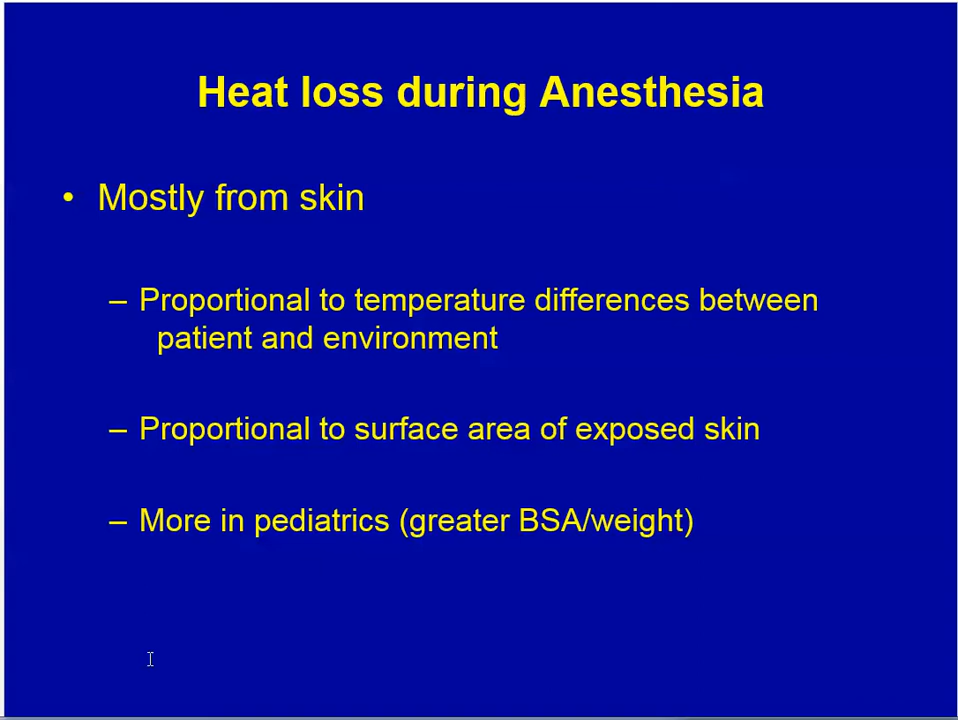 Heat loss during Anesthesia
• Mostly from skin
– Proportional to temperature differences between
patient and environment
– Proportional to surface area of exposed skin
– More in pediatrics (greater BSA/weight)